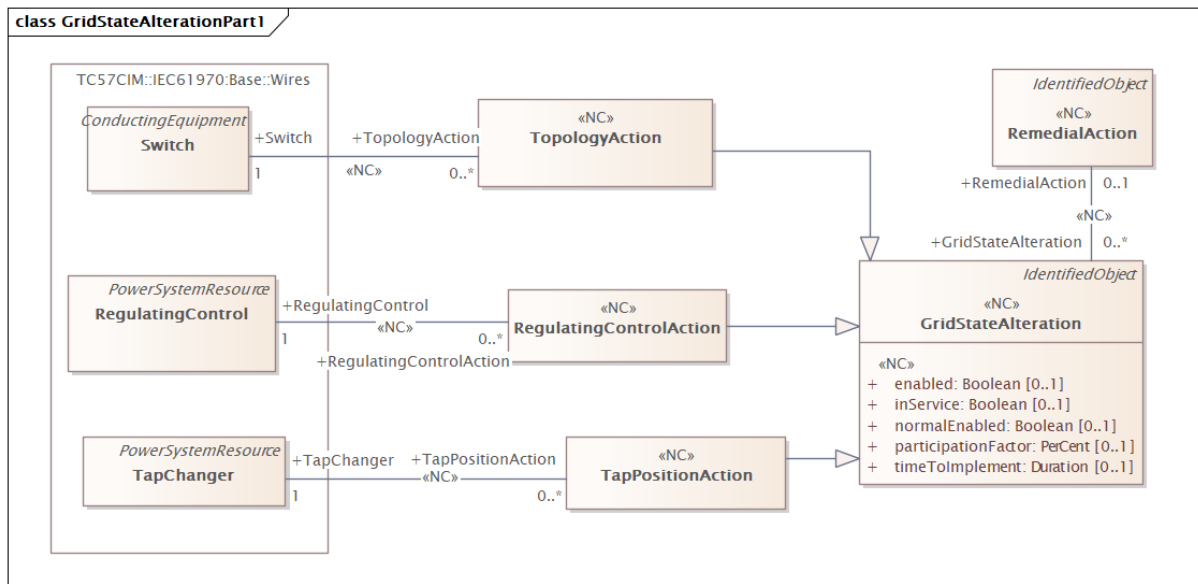 class GridStateAlterationPart1
TC57CIM::IEC61970:Base::Wires
ConductingEquipment
Switch
+Switch
1
«NC»
+TopologyAction
0..*
«NC»
TopologyAction
IdentifiedObject
«NC»
RemedialAction
+RemedialAction
0..1
«NC»
+GridStateAlteration
0..*
PowerSystemResource
RegulatingControl
+RegulatingControl
1
«NC»
0..*
+RegulatingControlAction
«NC»
RegulatingControlAction
IdentifiedObject
«NC»
GridStateAlteration
«NC»
+ enabled: Boolean [0..1]
+ inService: Boolean [0..1]
+ normalEnabled: Boolean [0..1]
+ participationFactor: PerCent [0..1]
+ timeToImplement: Duration [0..1]
PowerSystemResource
TapChanger
+TapChanger
1
+TapPositionAction
«NC»
0..*
«NC»
TapPositionAction